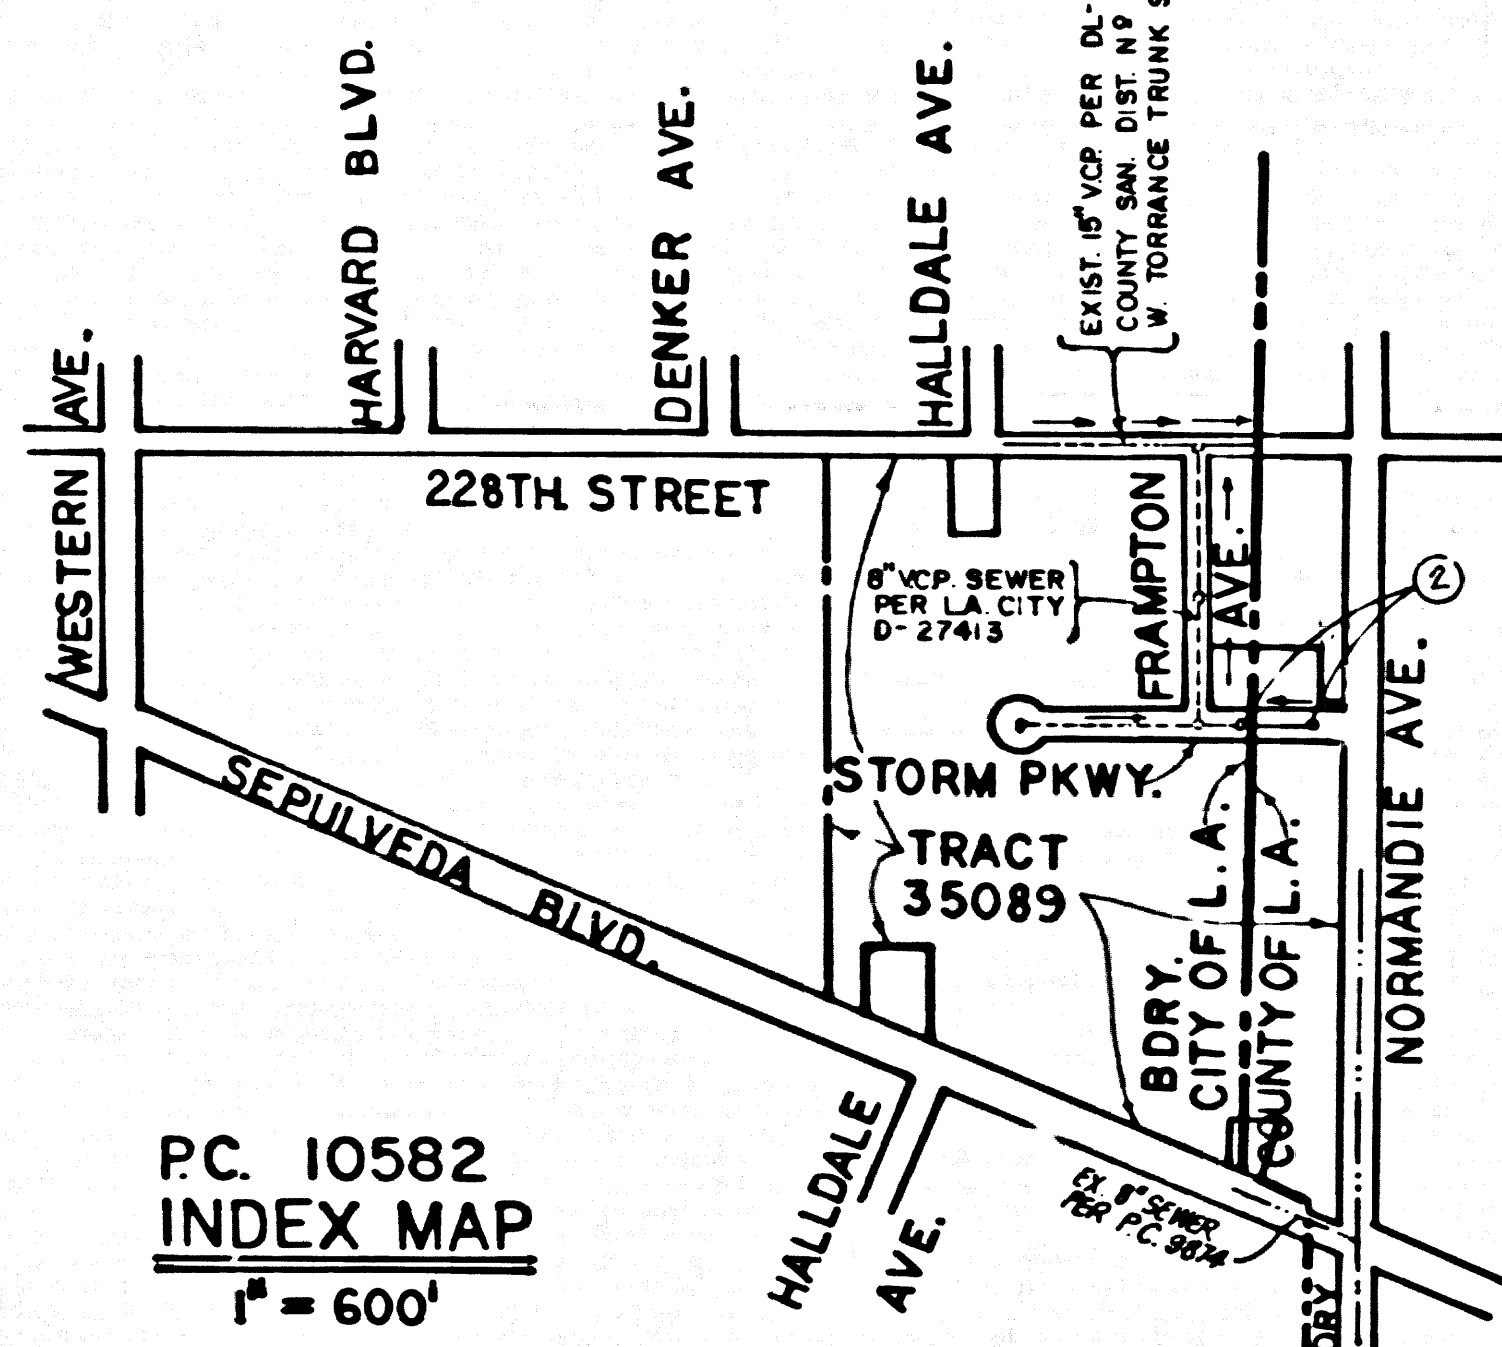 HARVARD BLVD.
DENKER AVE.
HALLDALE AVE.
EXIST. 15" V.C.P. PER DL-
COUNTY SAN. DIST. Nº
W. TORRANCE TRUNK S
WESTERN AVE.
228TH. STREET
FRAMPTON
AVE.
8" V.C.P. SEWER
PER L.A. CITY
D-27413
2
STORM PKWY.
TRACT
35089
SEPULVEDA BLVD.
NORMANDIE AVE.
BDRY.
CITY OF L.A.
COUNTY OF L.A.
HALLDALE
AVE.
EX. 8" SEWER
PER P.C. 9874
BDRY
P.C. 10582
INDEX MAP
1" = 600'